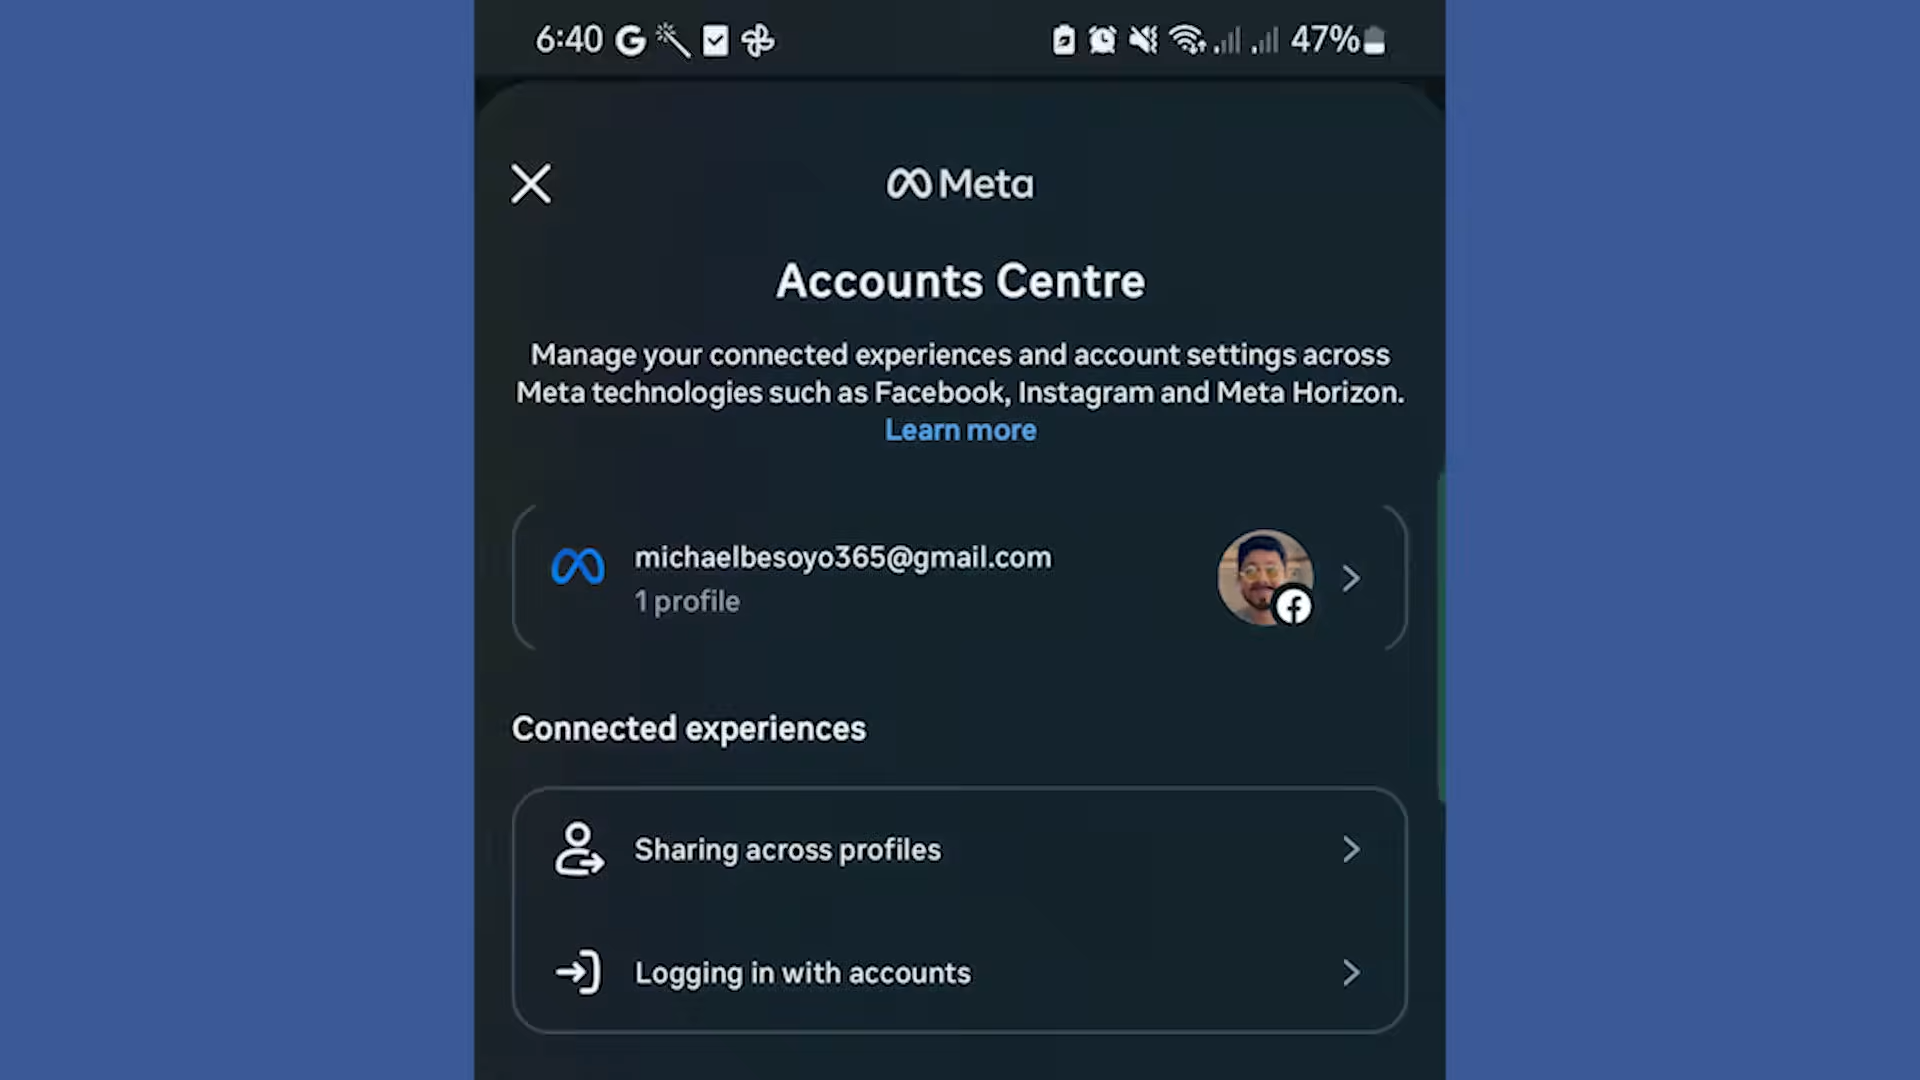 6:40 47%
Meta
Accounts Centre
Manage your connected experiences and account settings across
Meta technologies such as Facebook, Instagram and Meta Horizon.
Learn more
michaelbesoyo365@gmail.com
1 profile
Connected experiences
Sharing across profiles
Logging in with accounts